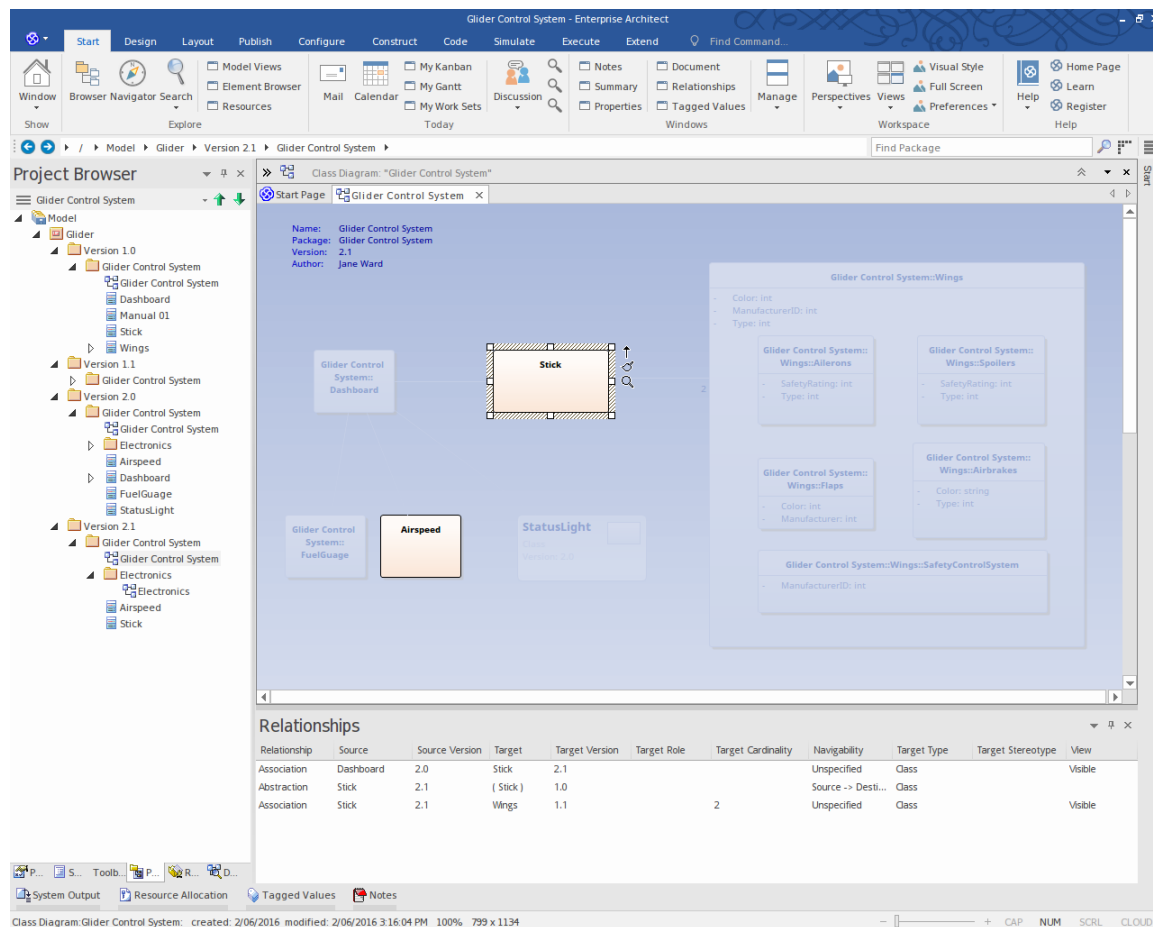 Glider Control System - Enterprise Architect
Start Design Layout Publish Configure Construct Code Simulate Execute Extend Find Command...
Window
Show
Browser Navigator Search
Model Views
Element Browser
Resources
Explore
Mail Calendar
My Kanban
My Gantt
My Work Sets
Today
Discussion
Notes
Summary
Properties
Document
Relationships
Tagged Values
Manage
Windows
Perspectives Views
Visual Style
Full Screen
Preferences
Workspace
Help
Home Page
Learn
Register
Help
/ Model Glider Version 2.1 Glider Control System
Find Package
Project Browser
Glider Control System
Model
Glider
Version 1.0
Glider Control System
Glider Control System
Dashboard
Manual 01
Stick
Wings
Version 1.1
Glider Control System
Version 2.0
Glider Control System
Glider Control System
Electronics
Airspeed
Dashboard
FuelGuage
StatusLight
Version 2.1
Glider Control System
Glider Control System
Electronics
Electronics
Airspeed
Stick
P... S... Toolb... P... R... D...
Class Diagram: "Glider Control System"
Start Page Glider Control System
Start
Name: Glider Control System
Package: Glider Control System
Version: 2.1
Author: Jane Ward
Glider Control System::Wings
- Color: int
- ManufacturerID: int
- Type: int
Glider Control System::
Dashboard
Stick
2
Glider Control System::
Wings::Ailerons
- SafetyRating: int
- Type: int
Glider Control System::
Wings::Spoilers
- SafetyRating: int
- Type: int
Glider Control System::
Wings::Flaps
- Color: int
- Manufacturer: int
Glider Control System::
Wings::Airbrakes
- Color: string
- Type: int
Glider Control
System::
FuelGuage
Airspeed
StatusLight
Version 2.0
Glider Control System::Wings::SafetyControlSystem
- ManufacturerID: int
Relationships
Relationship Source Source Version Target Target Version Target Role Target Cardinality Navigability Target Type Target Stereotype View
Association Dashboard 2.0 Stick 2.1 Unspecified Class Visible
Abstraction Stick 2.1 ( Stick ) 1.0 Source -> Desti... Class
Association Stick 2.1 Wings 1.1 2 Unspecified Class Visible
System Output Resource Allocation Tagged Values Notes
Class Diagram:Glider Control System: created: 2/06/2016 modified: 2/06/2016 3:16:04 PM 100% 799 x 1134
CAP NUM SCRL CLOUD